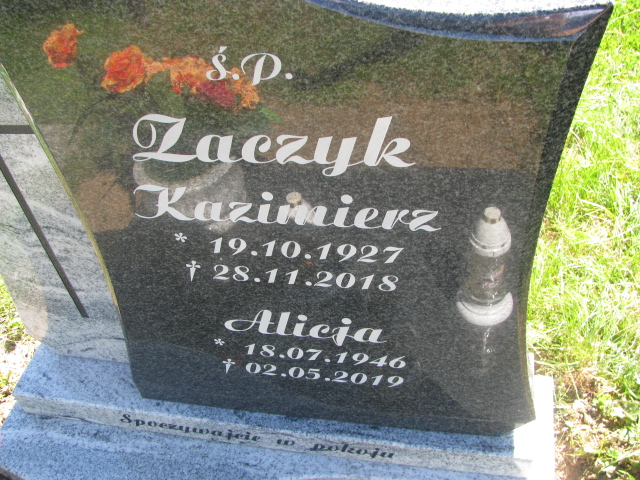 ś.p.
Zaczyk
Kazimierz
* 19.10.1927
† 28.11.2018
Alicja
* 18.07.1946
† 02.05.2019
Spoczywajcie w pokoju